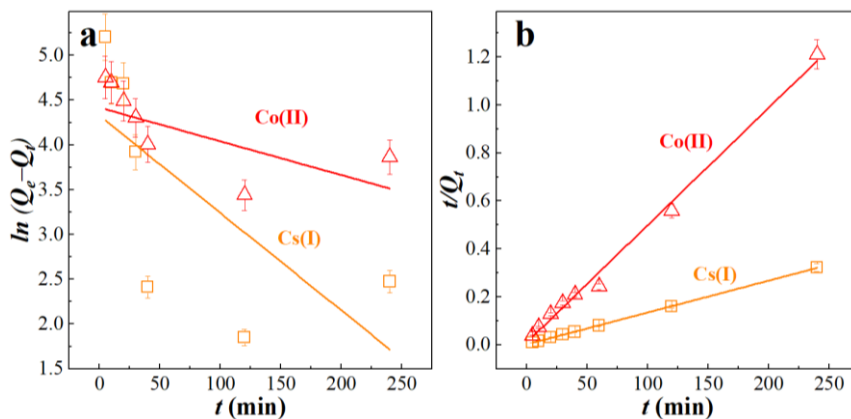 a
ln (Qe–Qt)
5.0
4.5
4.0
3.5
3.0
2.5
2.0
1.5
Co(II)
Cs(I)
0 50 100 150 200 250
t (min)
b
t/Qt
1.2
1.0
0.8
0.6
0.4
0.2
0.0
Co(II)
Cs(I)
0 50 100 150 200 250
t (min)